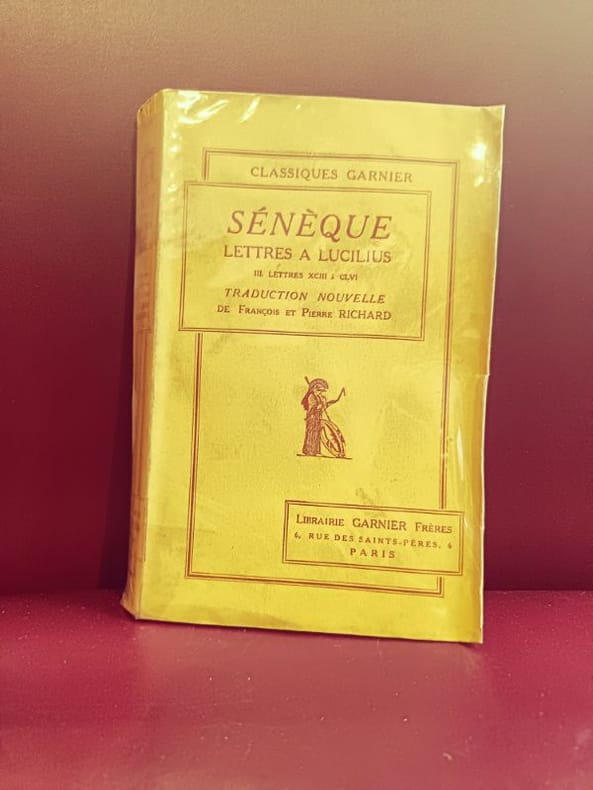 CLASSIQUES GARNIER
SÉNÈQUE
LETTRES A LUCILIUS
III. LETTRES XCIII à CLVI
TRADUCTION NOUVELLE
DE FRANÇOIS ET PIERRE RICHARD
LIBRAIRIE GARNIER FRÈRES
6, RUE DES SAINTS-PÈRES, 6
PARIS